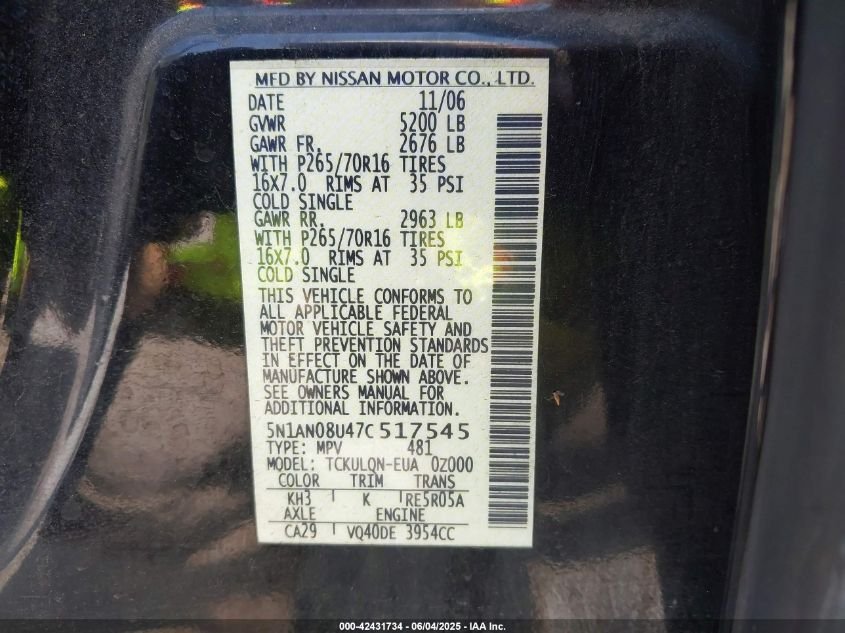 MFD BY NISSAN MOTOR CO., LTD.
DATE 11/06
GVWR 5200 LB
GAWR FR. 2676 LB
WITH P265/70R16 TIRES
16X7.0 RIMS AT 35 PSI
COLD SINGLE
GAWR RR. 2963 LB
WITH P265/70R16 TIRES
16X7.0 RIMS AT 35 PSI
COLD SINGLE
THIS VEHICLE CONFORMS TO
ALL APPLICABLE FEDERAL
MOTOR VEHICLE SAFETY AND
THEFT PREVENTION STANDARDS
IN EFFECT ON THE DATE OF
MANUFACTURE SHOWN ABOVE.
SEE OWNERS MANUAL FOR
ADDITIONAL INFORMATION.
5N1AN08U47C517545
TYPE: MPV 481
MODEL: TCKULQN-EUA 0Z000
COLOR TRIM TRANS
KH3 K RE5R05A
AXLE ENGINE
CA29 VQ40DE 3954CC
000-42431734 - 06/04/2025 - IAA Inc.